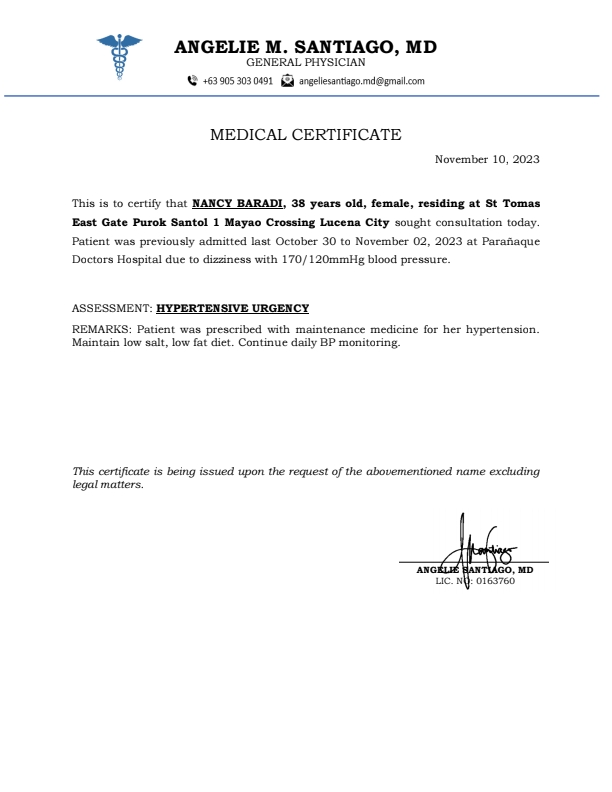 ANGELIE M. SANTIAGO, MD
GENERAL PHYSICIAN
+63 905 303 0491 angeliesantiago.md@gmail.com
MEDICAL CERTIFICATE
November 10, 2023
This is to certify that NANCY BARADI, 38 years old, female, residing at St Tomas
East Gate Purok Santol 1 Mayao Crossing Lucena City sought consultation today.
Patient was previously admitted last October 30 to November 02, 2023 at Parañaque
Doctors Hospital due to dizziness with 170/120mmHg blood pressure.
ASSESSMENT: HYPERTENSIVE URGENCY
REMARKS: Patient was prescribed with maintenance medicine for her hypertension.
Maintain low salt, low fat diet. Continue daily BP monitoring.
This certificate is being issued upon the request of the abovementioned name excluding
legal matters.
ANGELIE SANTIAGO, MD
LIC. NO: 0163760